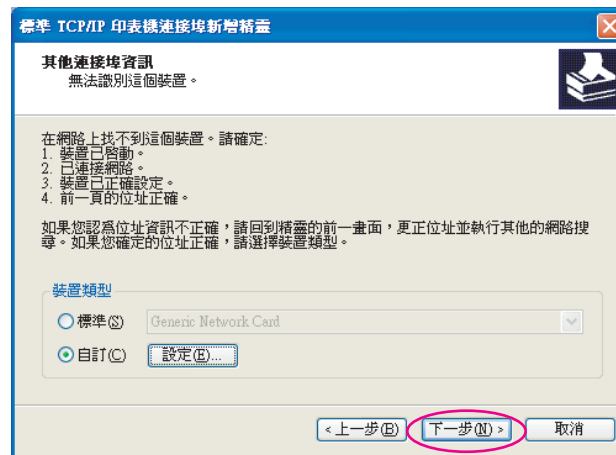 標準 TCP/IP 印表機連接埠新增精靈
其他連接埠資訊
無法識別這個裝置。
在網路上找不到這個裝置。請確定:
1. 裝置已啓動。
2. 已連接網路。
3. 裝置已正確設定。
4. 前一頁的位址正確。
如果您認爲位址資訊不正確，請回到精靈的前一畫面，更正位址並執行其他的網路搜
尋。如果您確定的位址正確，請選擇裝置類型。
裝置類型
標準(S) Generic Network Card
自訂(C) 設定(E)...
<上一步(B) 下一步(N) > 取消